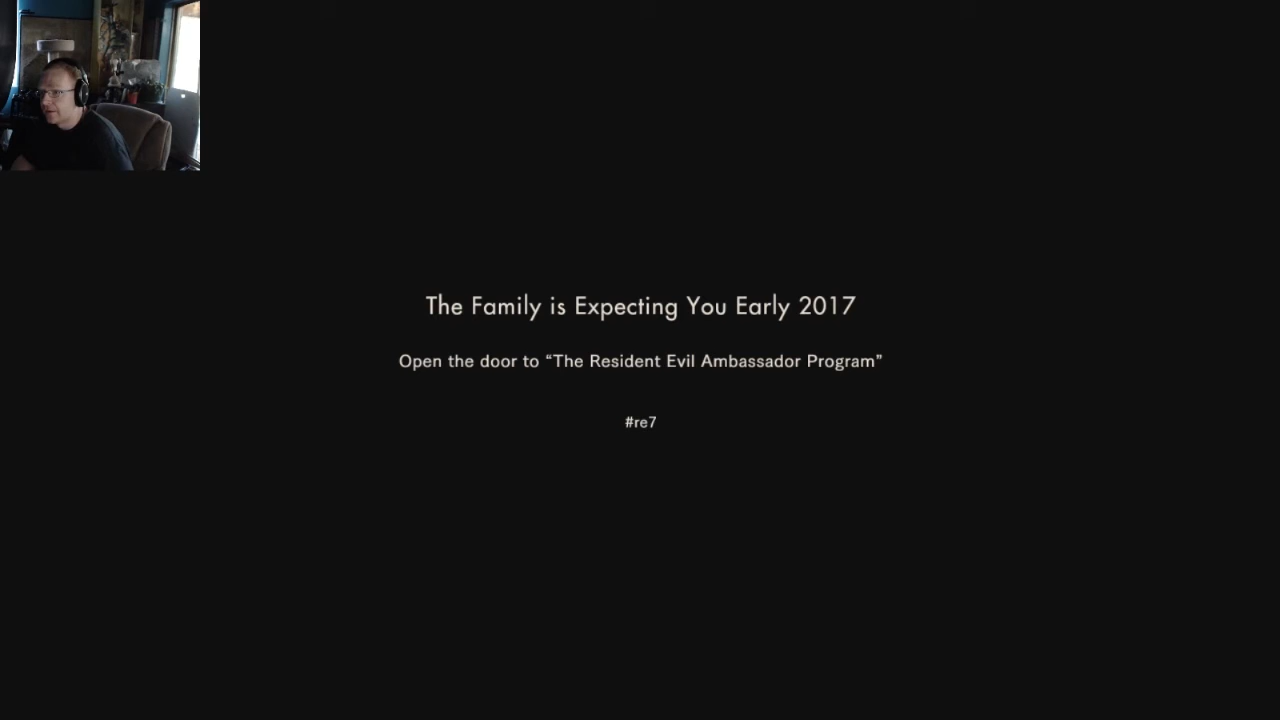 The Family is Expecting You Early 2017
Open the door to “The Resident Evil Ambassador Program”
#re7